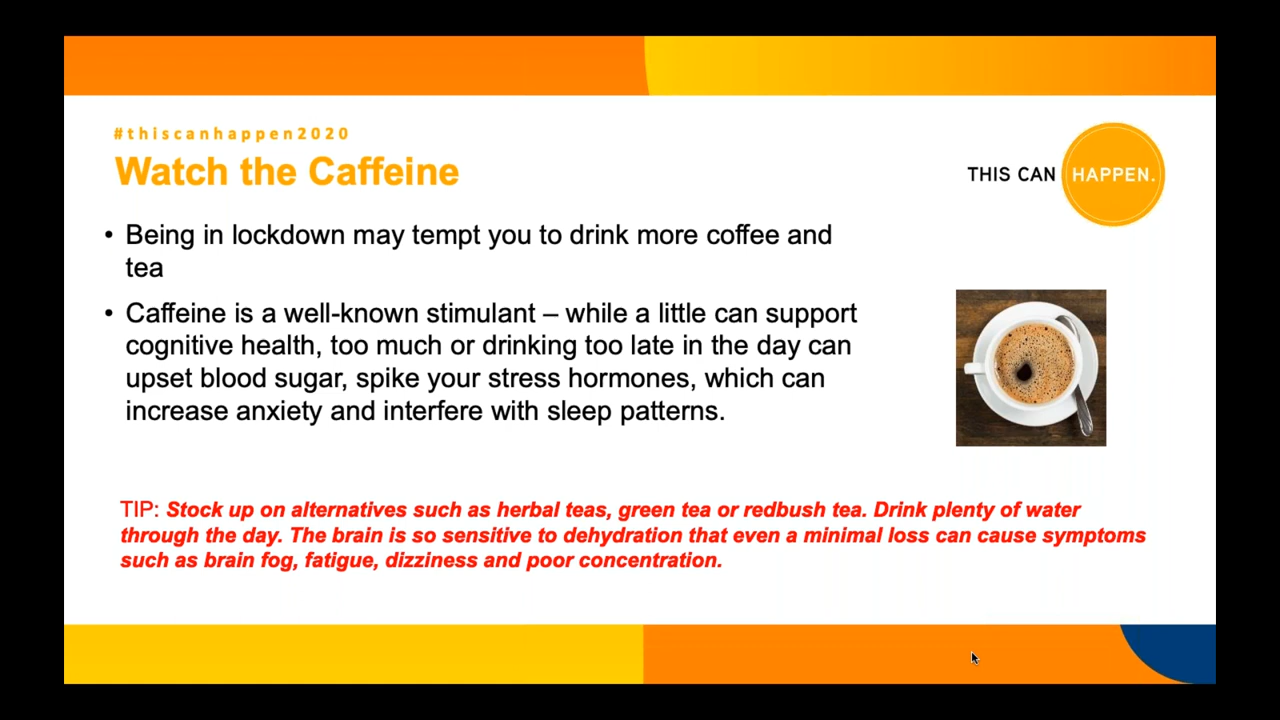 #thiscanhappen2020
Watch the Caffeine
THIS CAN HAPPEN.
• Being in lockdown may tempt you to drink more coffee and
tea
• Caffeine is a well-known stimulant – while a little can support
cognitive health, too much or drinking too late in the day can
upset blood sugar, spike your stress hormones, which can
increase anxiety and interfere with sleep patterns.
TIP: Stock up on alternatives such as herbal teas, green tea or redbush tea. Drink plenty of water
through the day. The brain is so sensitive to dehydration that even a minimal loss can cause symptoms
such as brain fog, fatigue, dizziness and poor concentration.